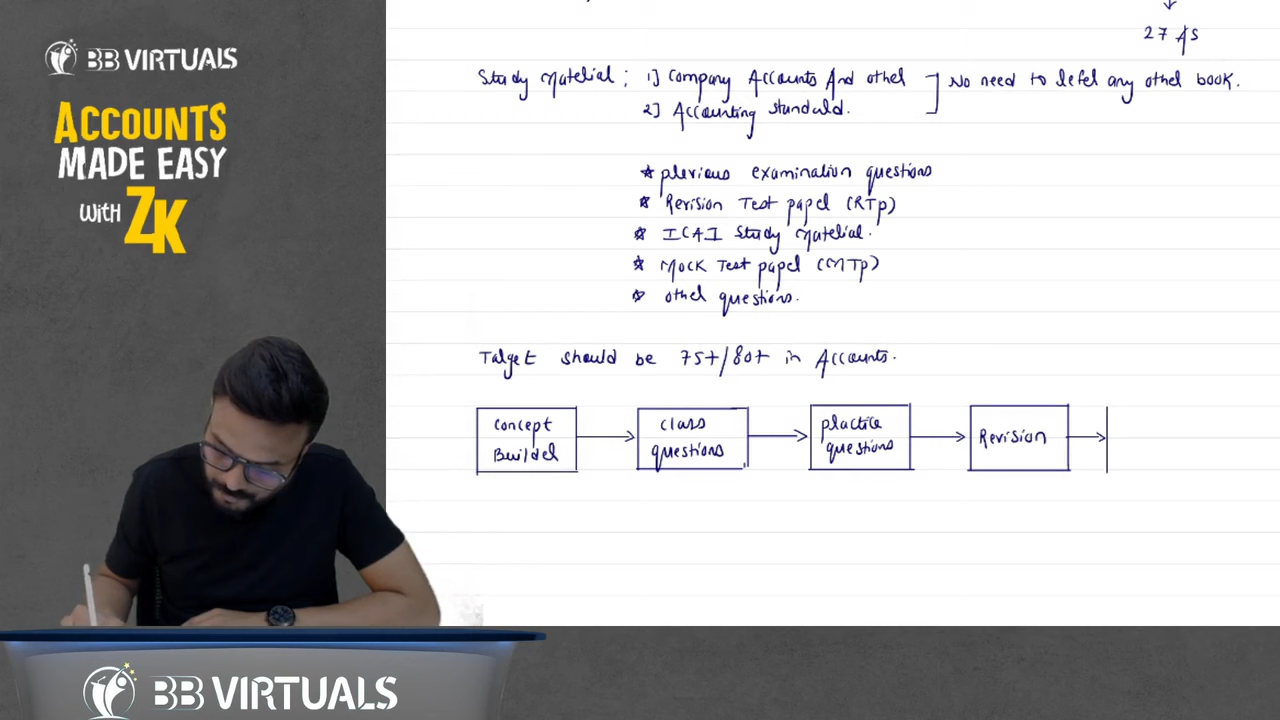 BB VIRTUALS
ACCOUNTS
MADE EASY
WITH ZK
27 AS
Study Material : 1] Company Accounts And other ] No need to refer any other book.
2] Accounting standard.
* previous examination questions
* Revision Test paper (RTP)
* ICAI Study Material.
* Mock Test paper (MTP)
* other questions.
Target should be 75+/80+ in Accounts.
Concept Builder → class questions → practice questions → Revision →
BB VIRTUALS